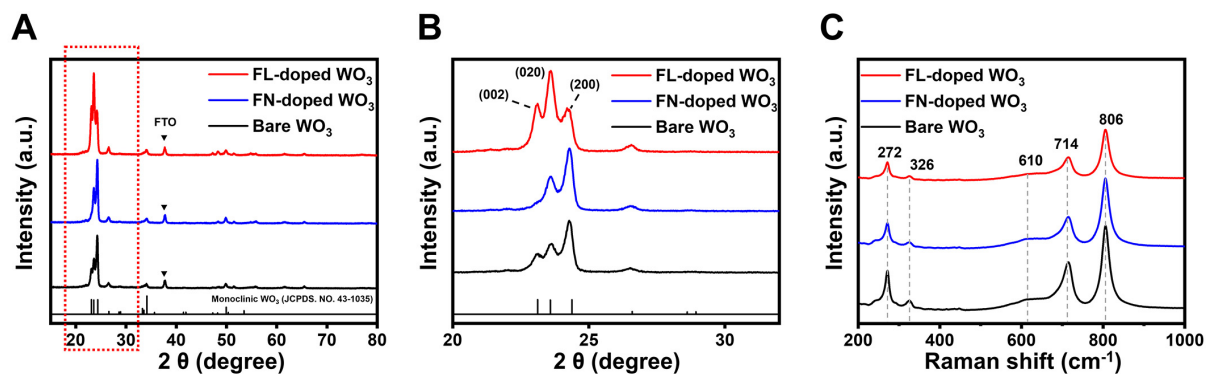 A
Intensity (a.u.)
FL-doped WO₃
FN-doped WO₃
Bare WO₃
FTO
Monoclinic WO₃ (JCPDS. NO. 43-1035)
20 30 40 50 60 70 80
2 θ (degree)
B
Intensity (a.u.)
(002)
(020)
(200)
FL-doped WO₃
FN-doped WO₃
Bare WO₃
20 25 30
2 θ (degree)
C
Intensity (a.u.)
FL-doped WO₃
FN-doped WO₃
Bare WO₃
272
326
610
714
806
200 400 600 800 1000
Raman shift (cm⁻¹)